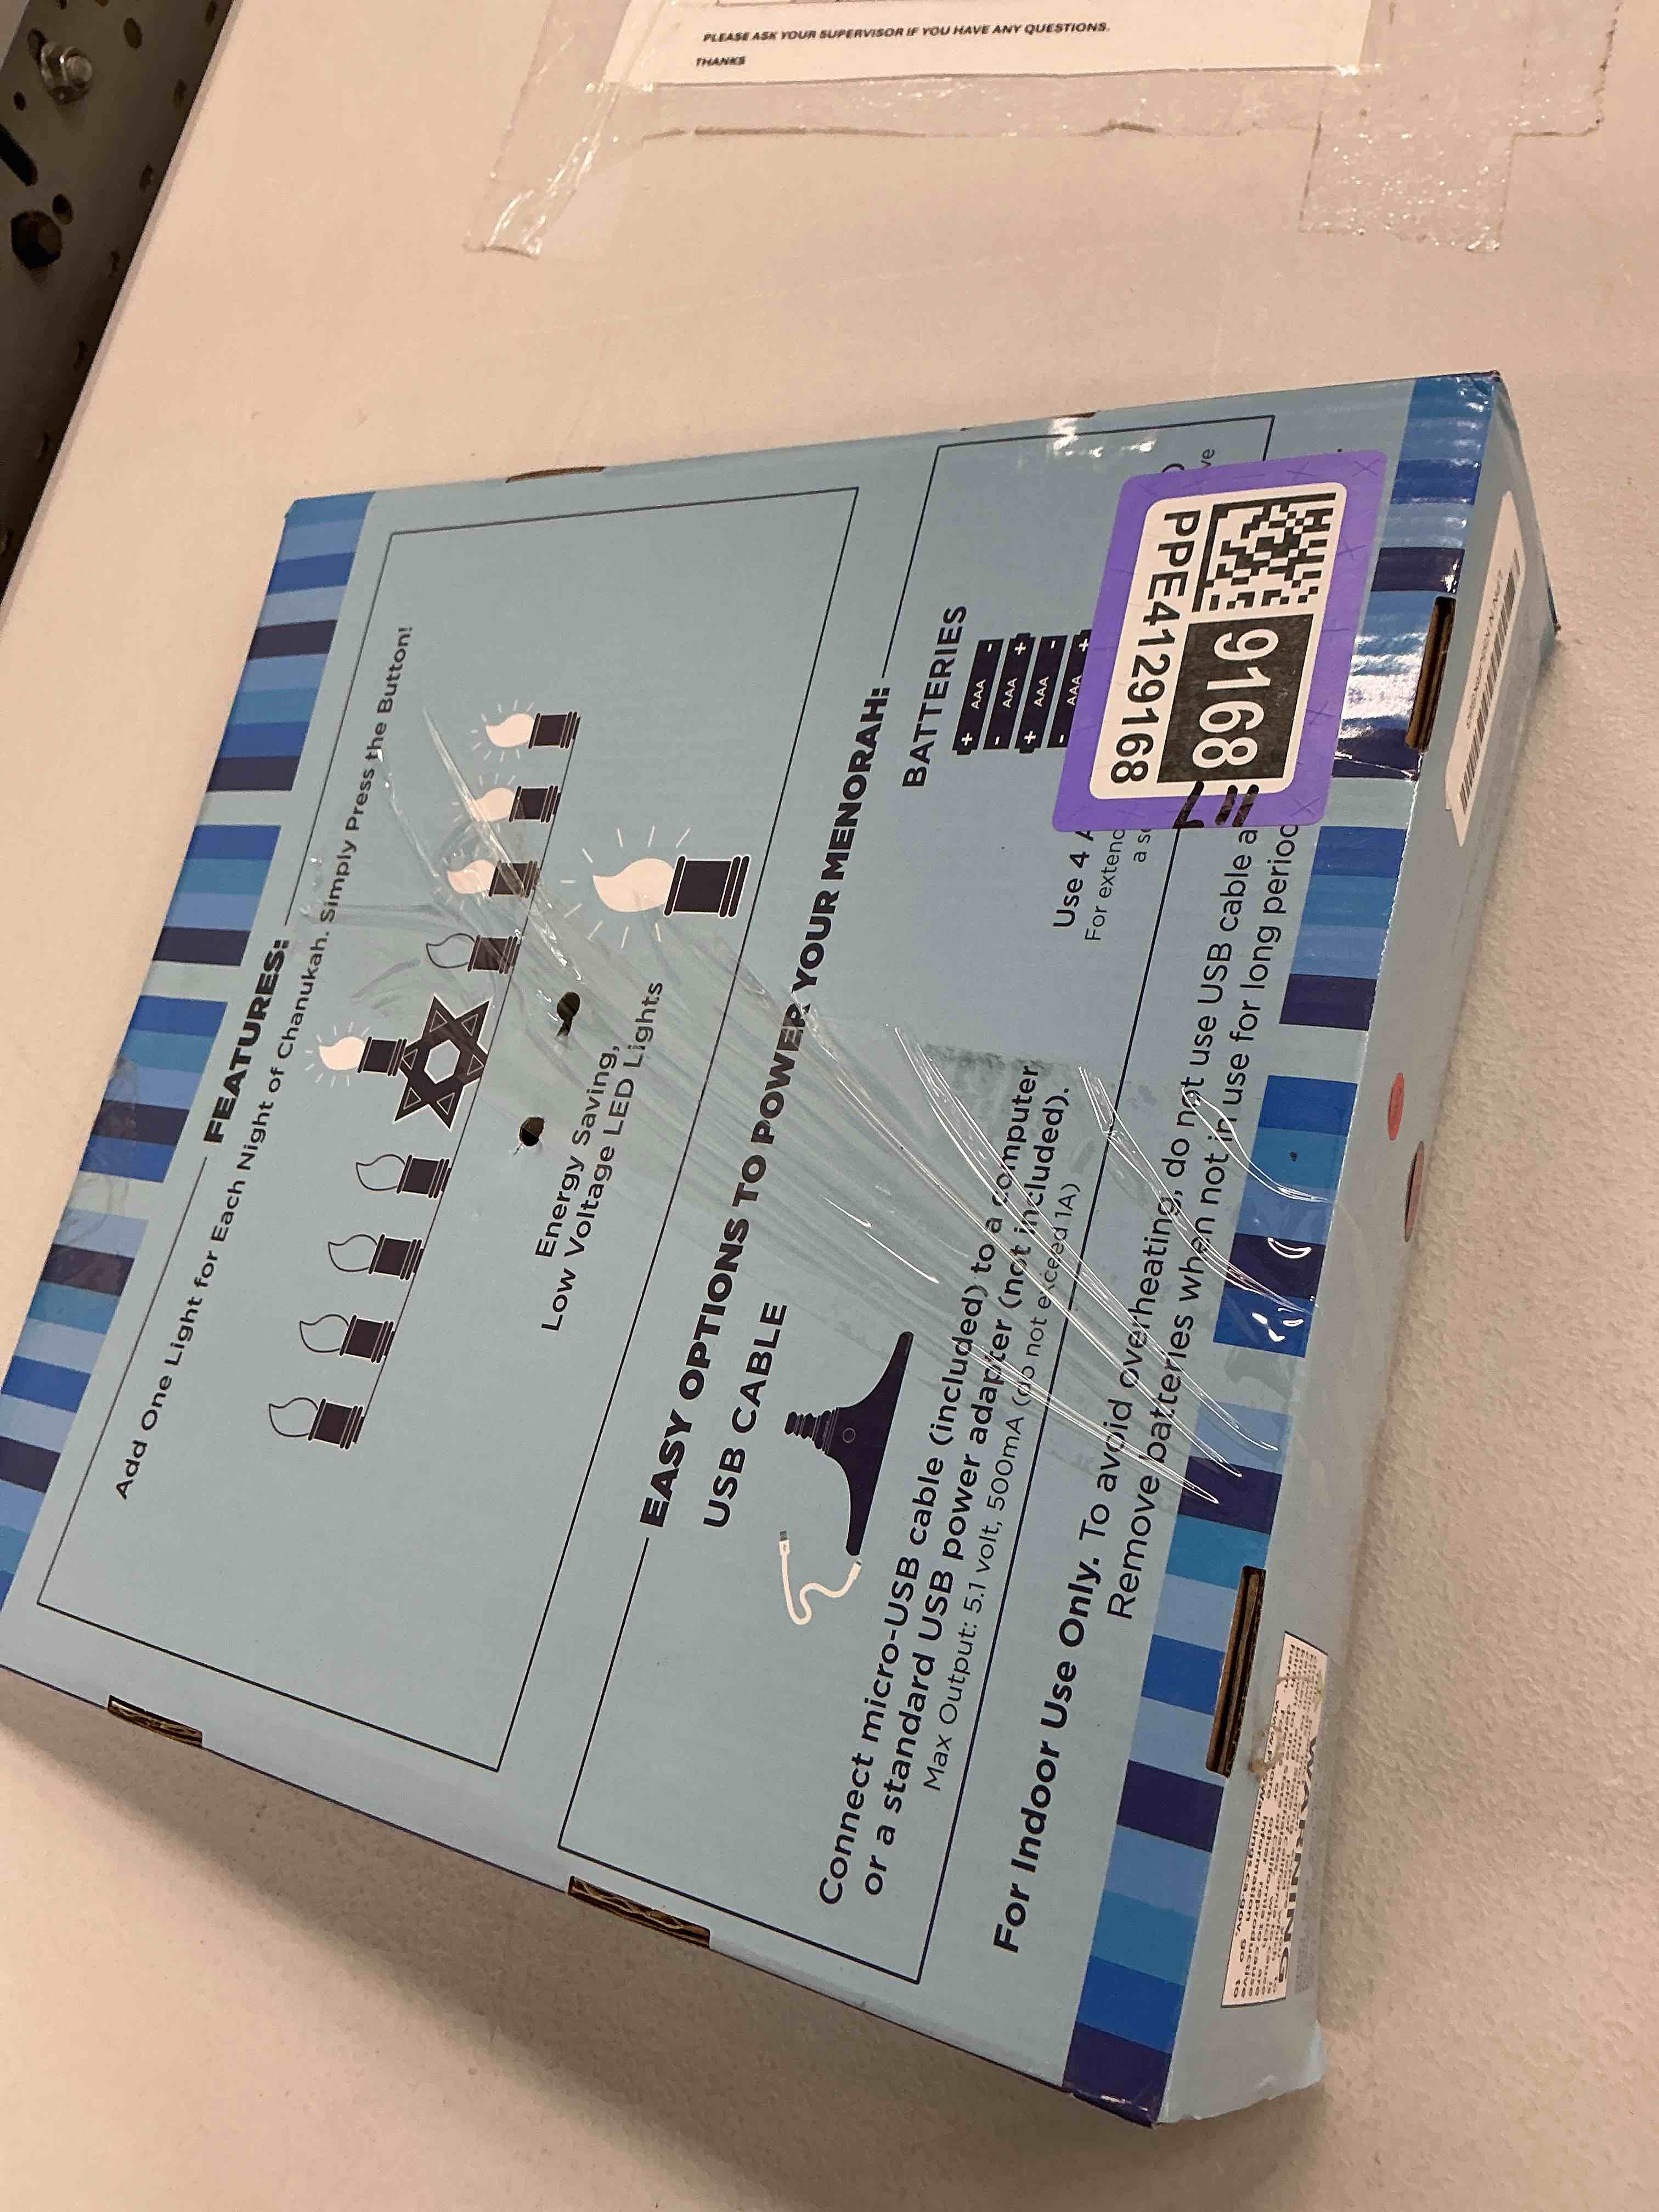 PLEASE ASK YOUR SUPERVISOR IF YOU HAVE ANY QUESTIONS.
THANKS
FEATURES:
Add One Light for Each Night of Chanukah. Simply Press the Button!
Energy Saving,
Low Voltage LED Lights
EASY OPTIONS TO POWER YOUR MENORAH:
USB CABLE
Connect micro-USB cable (included) to a computer
or a standard USB power adapter (not included).
Max Output: 5.1 volt, 500mA (do not exceed 1A)
BATTERIES
+ AAA -
- AAA +
+ AAA -
- AAA +
Use 4
For
a
For Indoor Use Only. To avoid overheating, do not use USB cable
Remove batteries when not in use for long
PPE4129168
9168
WARNING